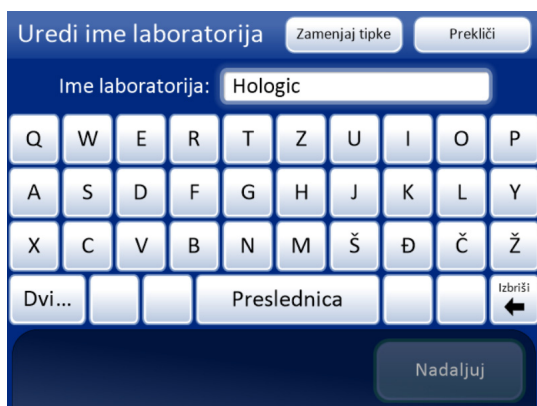 Uredi ime laboratorija Zamenjaj tipke Prekliči
Ime laboratorija: Hologic
Q W E R T Z U I O P
A S D F G H J K L Y
X C V B N M Š Đ Č Ž
Dvi... Preslednica Izbriši
Nadaljuj